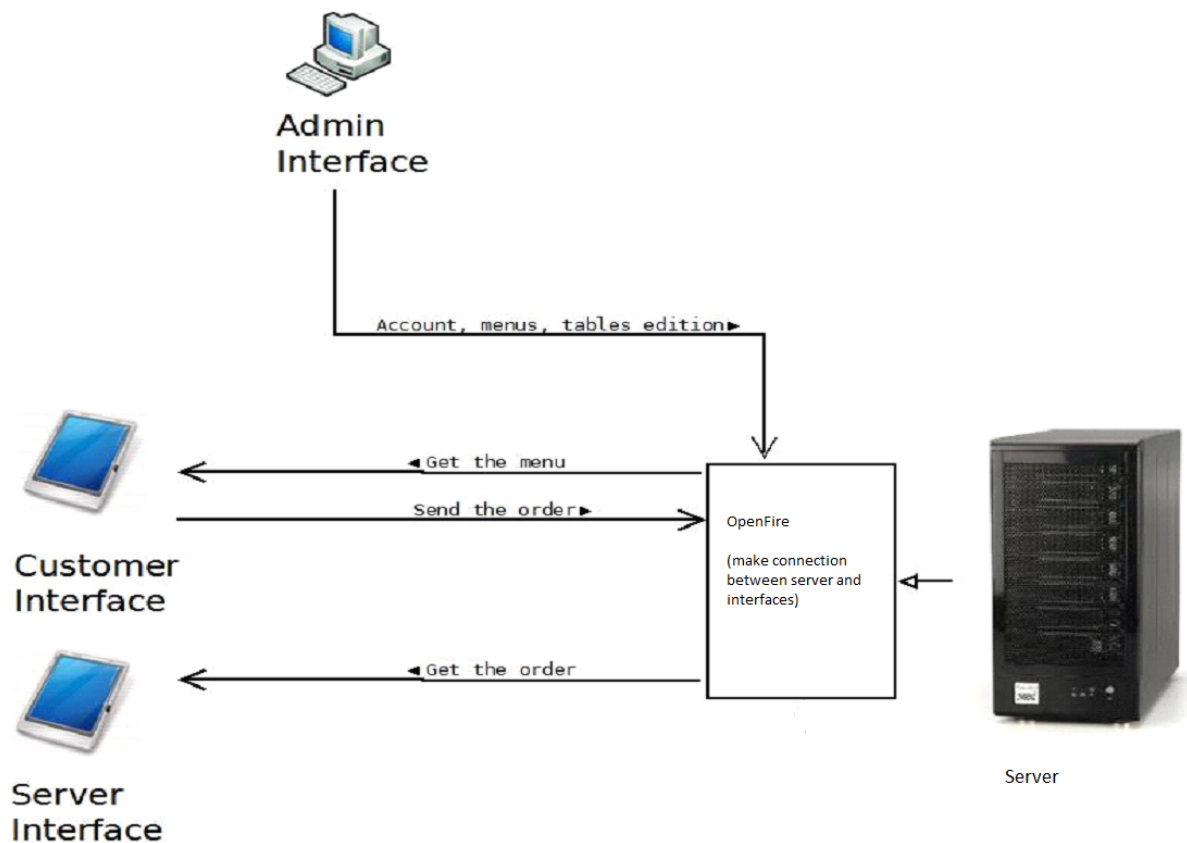 Admin
Interface
Account, menus, tables edition
Get the menu
Send the order
Customer
Interface
OpenFire
(make connection
between server and
interfaces)
Get the order
Server
Interface
Server